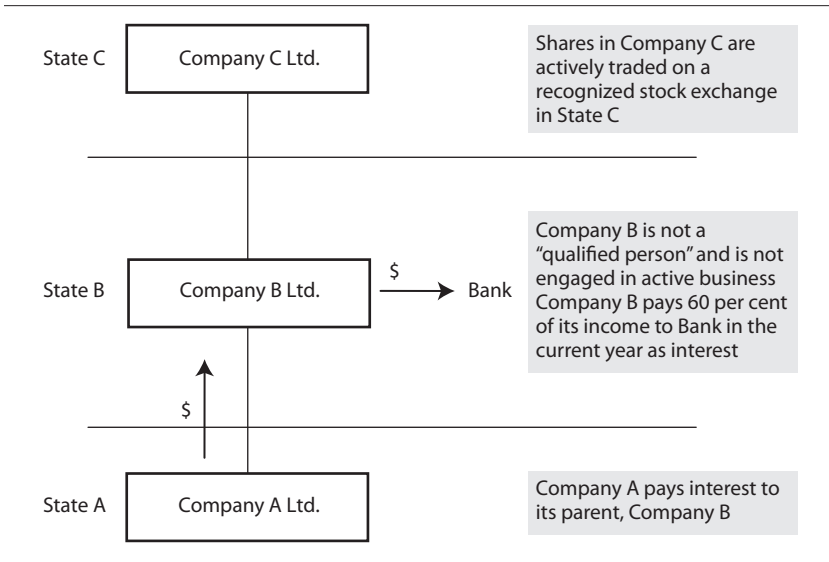 State C
Company C Ltd.
Shares in Company C are
actively traded on a
recognized stock exchange
in State C
State B
Company B Ltd.
$
Bank
Company B is not a
“qualified person” and is not
engaged in active business
Company B pays 60 per cent
of its income to Bank in the
current year as interest
$
State A
Company A Ltd.
Company A pays interest to
its parent, Company B